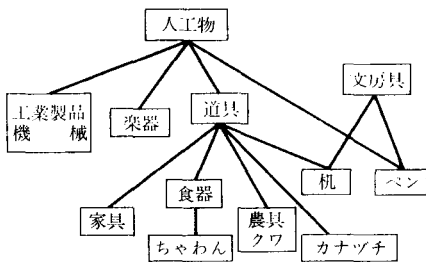 人工物
文房具
工業製品
機　械
楽器
道具
机
ペン
食器
家具
農具
クワ
ちゃわん
カナヅチ